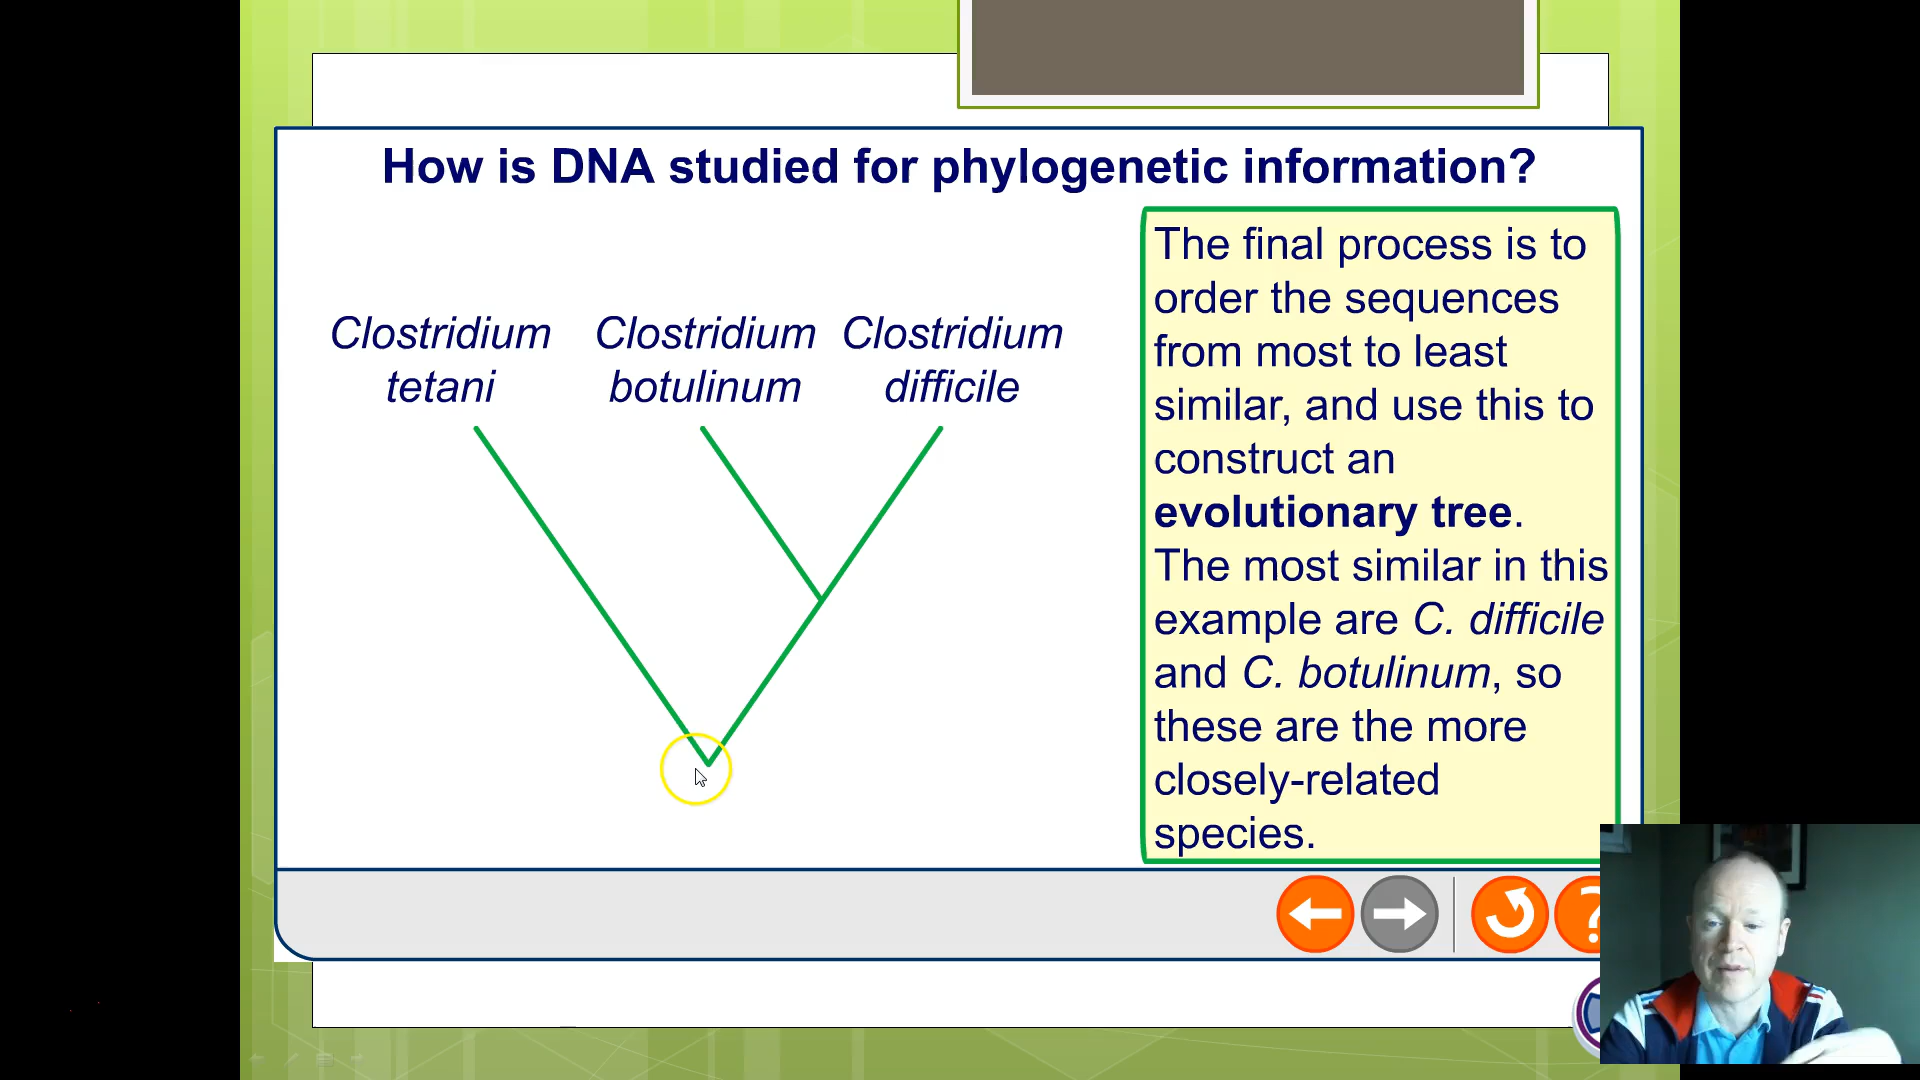 How is DNA studied for phylogenetic information?
Clostridium
tetani
Clostridium
botulinum
Clostridium
difficile
The final process is to
order the sequences
from most to least
similar, and use this to
construct an
evolutionary tree.
The most similar in this
example are C. difficile
and C. botulinum, so
these are the more
closely-related
species.
?